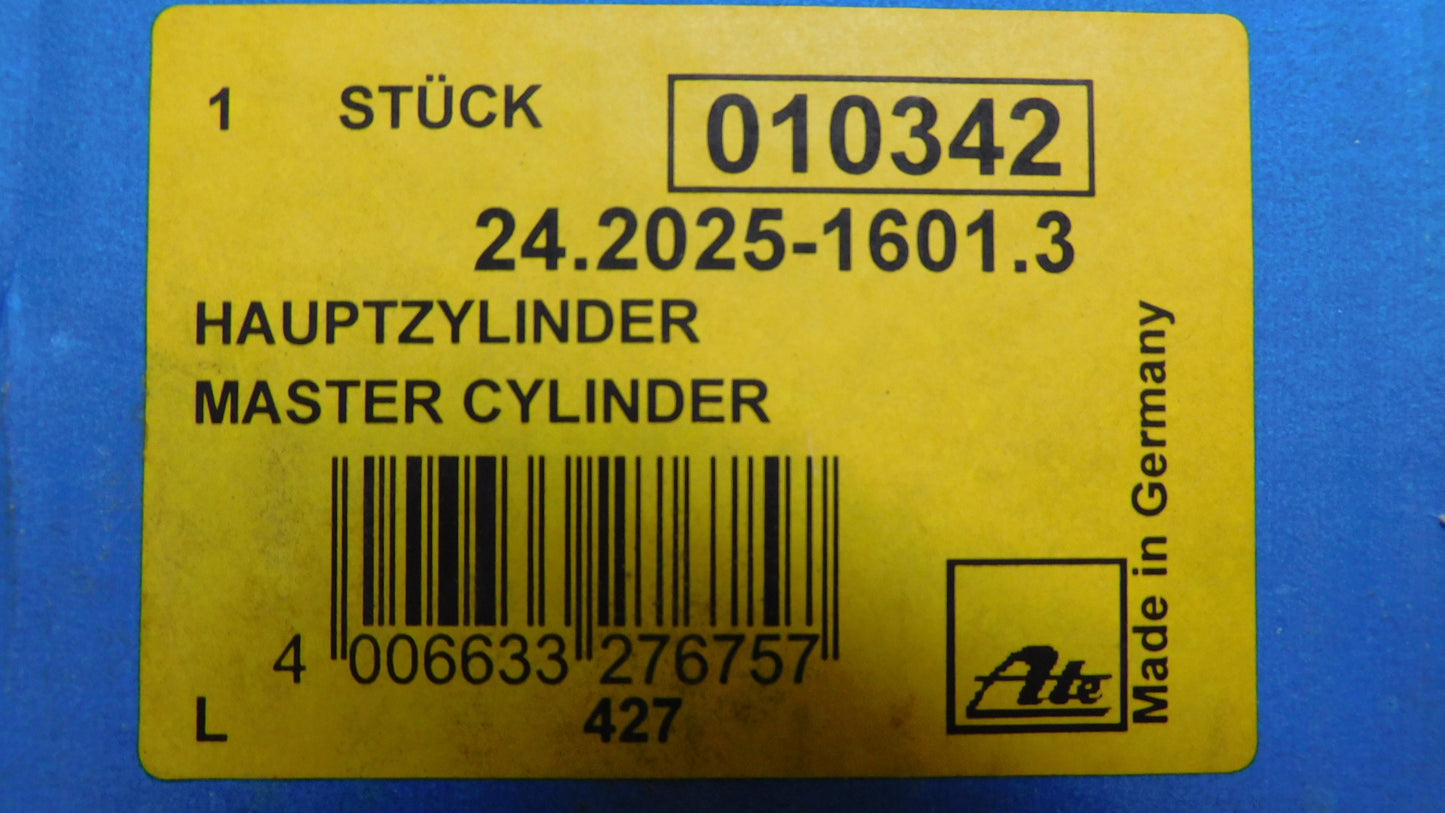 1 STÜCK 010342
24.2025-1601.3
HAUPTZYLINDER
MASTER CYLINDER
4 006633 276757
L 427
Ate
Made in Germany